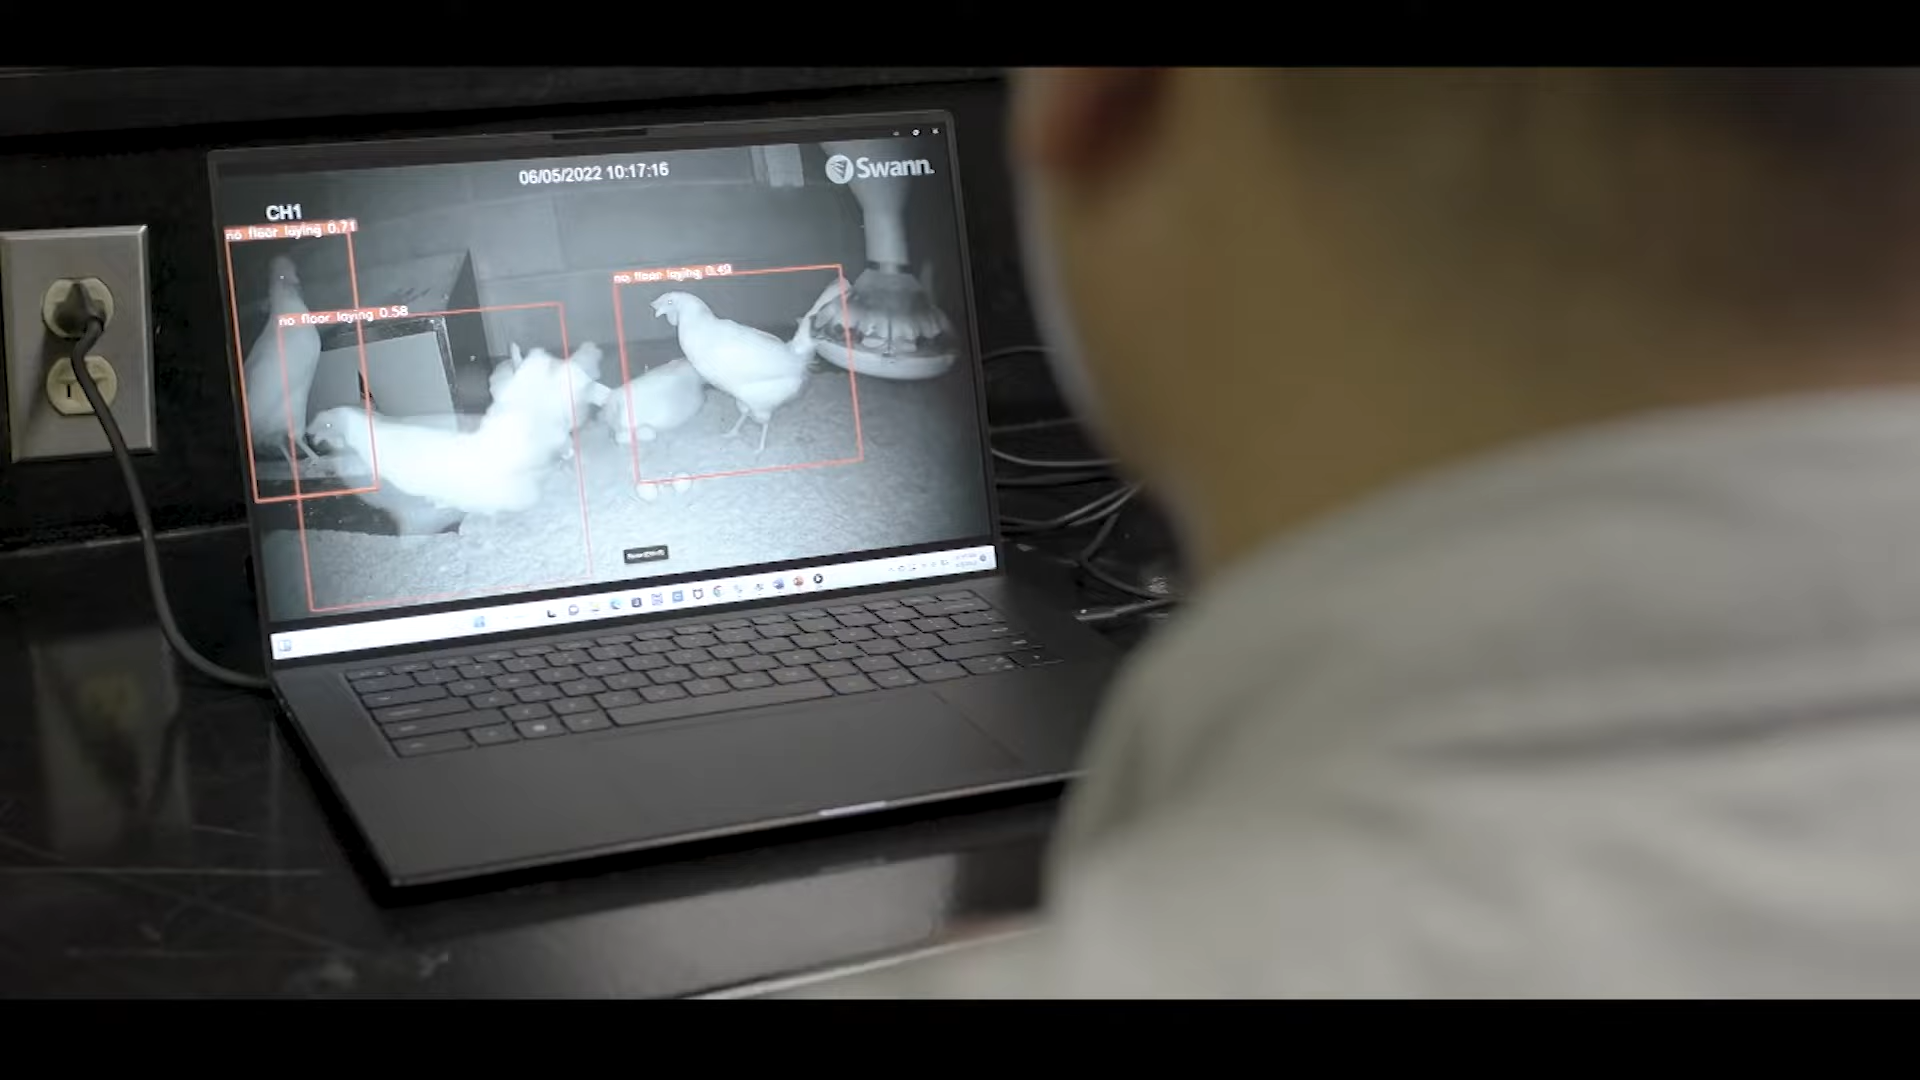 06/05/2022 10:17:16
Swann.
CH1
no floor laying 0.71
no floor laying 0.49
no floor laying 0.58